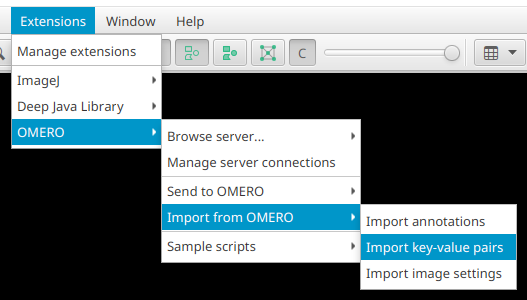 Extensions Window Help
Manage extensions
C
ImageJ
Deep Java Library
OMERO
Browse server...
Manage server connections
Send to OMERO
Import from OMERO
Sample scripts
Import annotations
Import key-value pairs
Import image settings